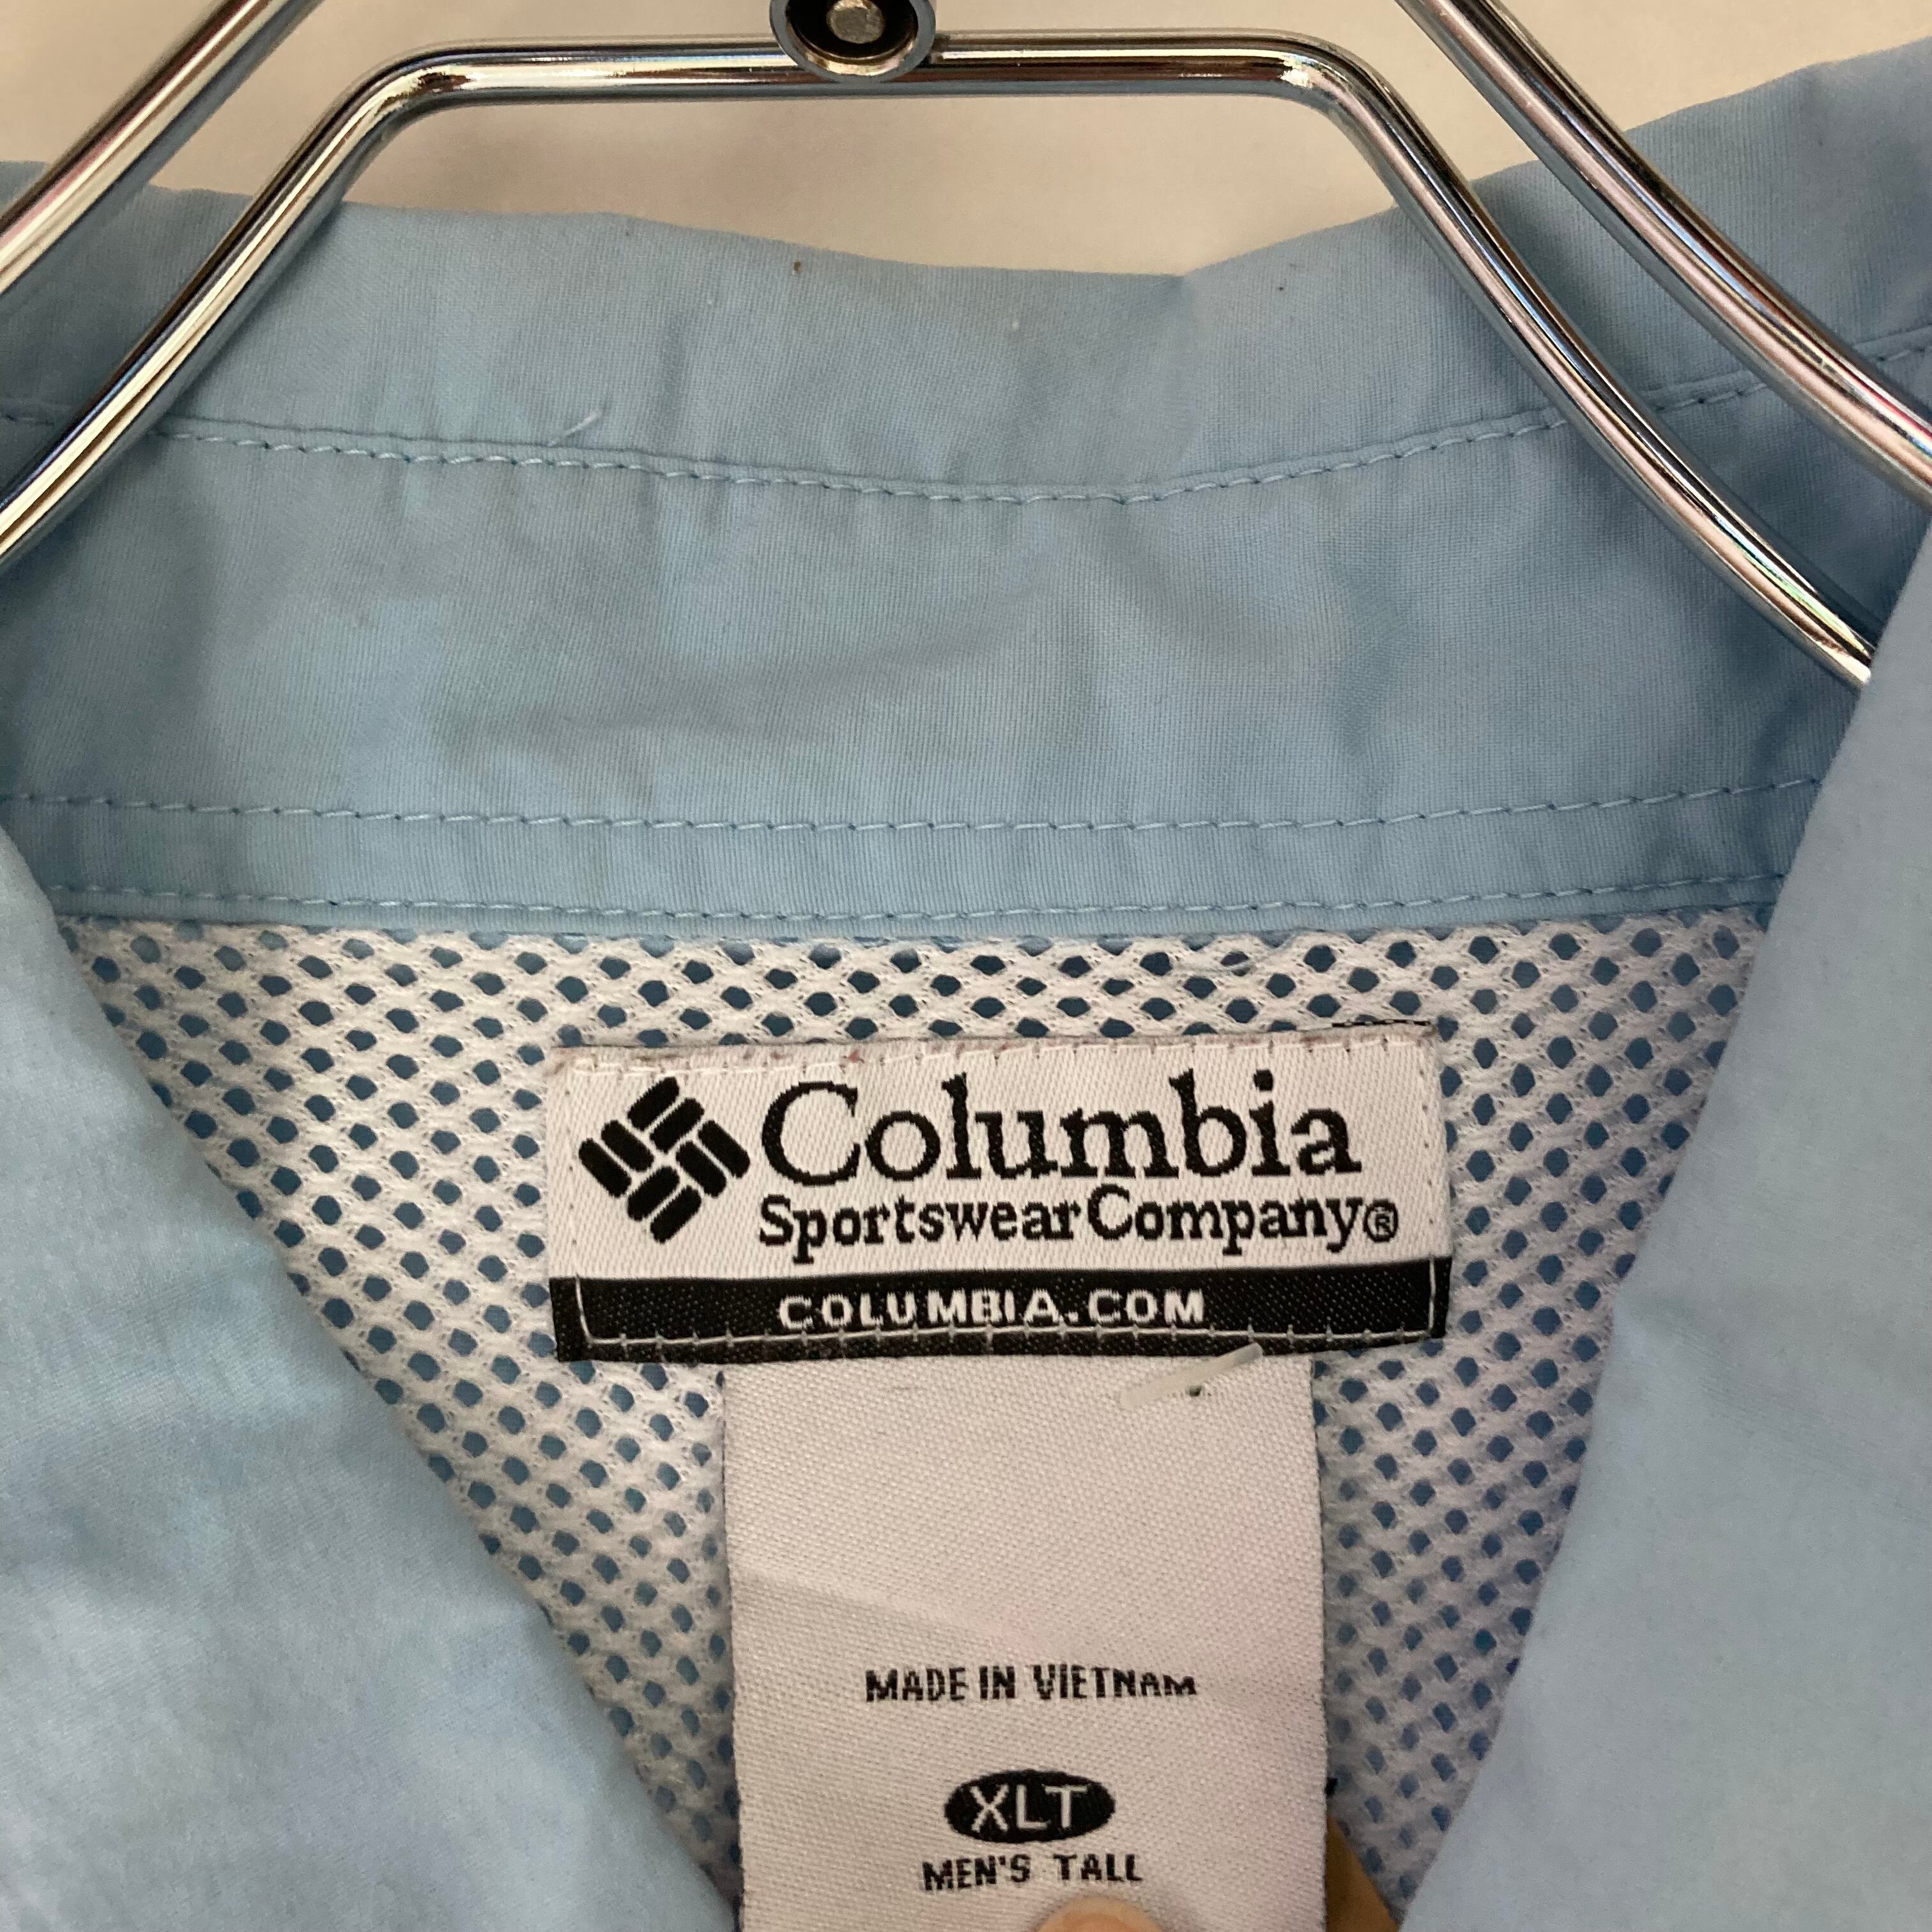 Columbia
Sportswear Company®
COLUMBIA.COM
MADE IN VIETNAM
XLT
MEN'S TALL